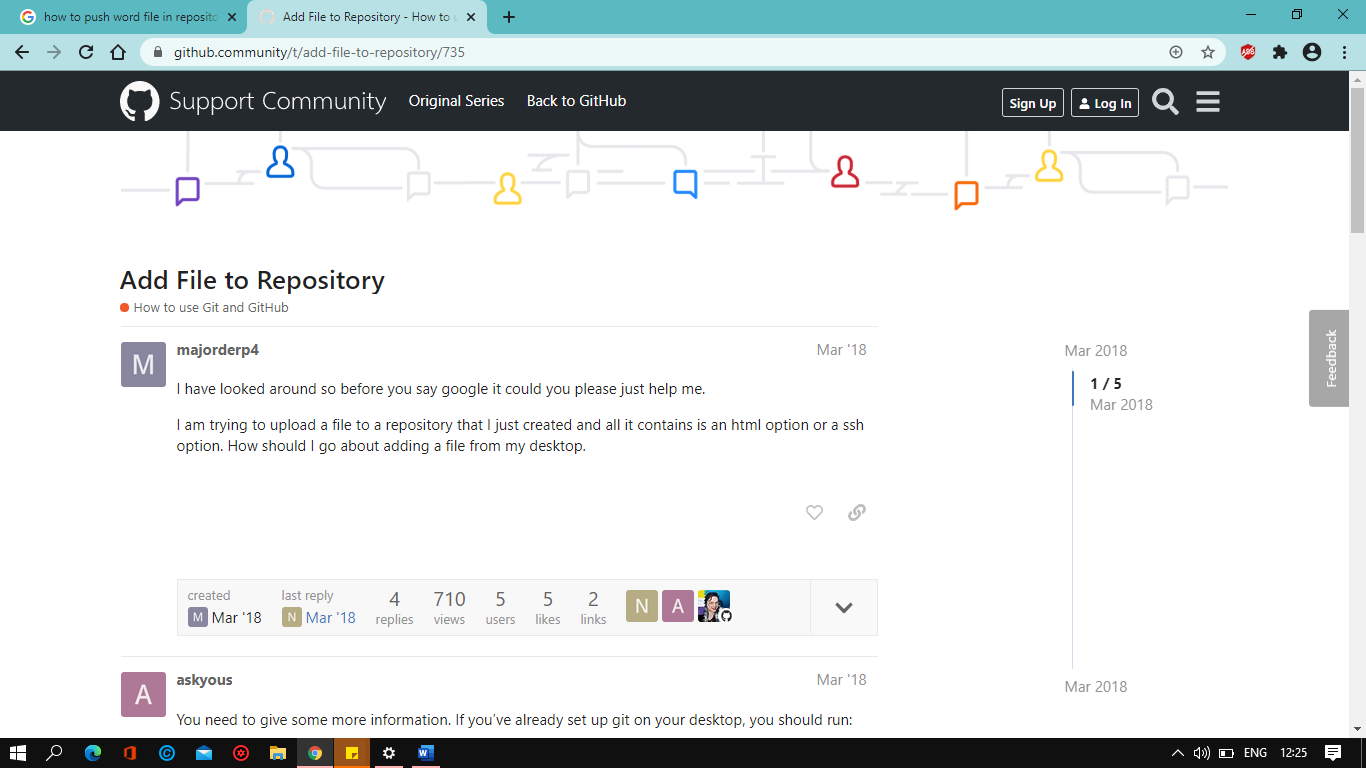 how to push word file in reposito
Add File to Repository - How to u
github.community/t/add-file-to-repository/735
ABP
Support Community
Original Series
Back to GitHub
Sign Up
Log In
Add File to Repository
How to use Git and GitHub
M
majorderp4
Mar '18
I have looked around so before you say google it could you please just help me.
I am trying to upload a file to a repository that I just created and all it contains is an html option or a ssh
option. How should I go about adding a file from my desktop.
created
last reply
4
710
5
5
2
N
A
M
Mar '18
N
Mar '18
replies
views
users
likes
links
Mar 2018
1 / 5
Mar 2018
Mar 2018
Feedback
A
askyous
Mar '18
You need to give some more information. If you’ve already set up git on your desktop, you should run:
ENG
12:25